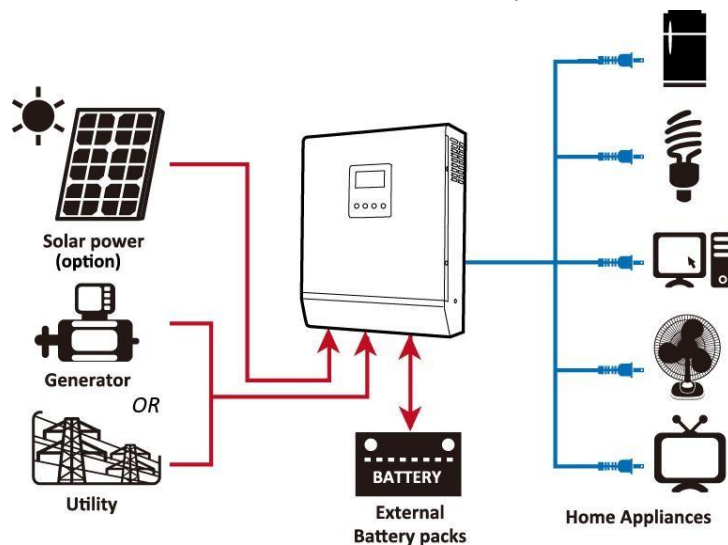 Solar power
(option)
Generator
OR
Utility
BATTERY
External
Battery packs
Home Appliances